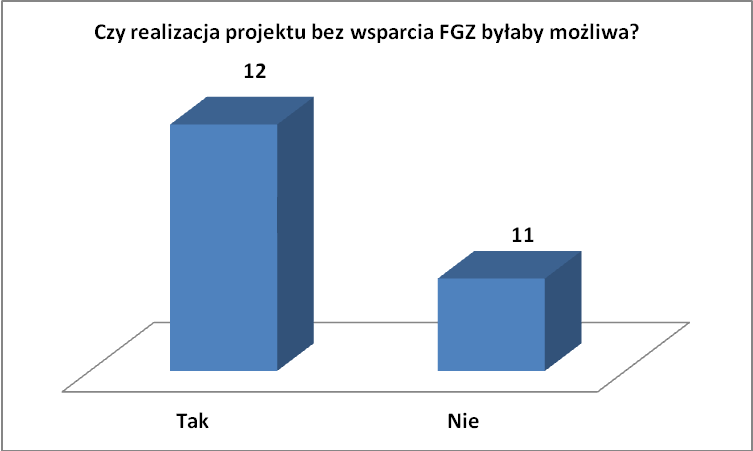 Czy realizacja projektu bez wsparcia FGZ byłaby możliwa?
12
11
Tak
Nie